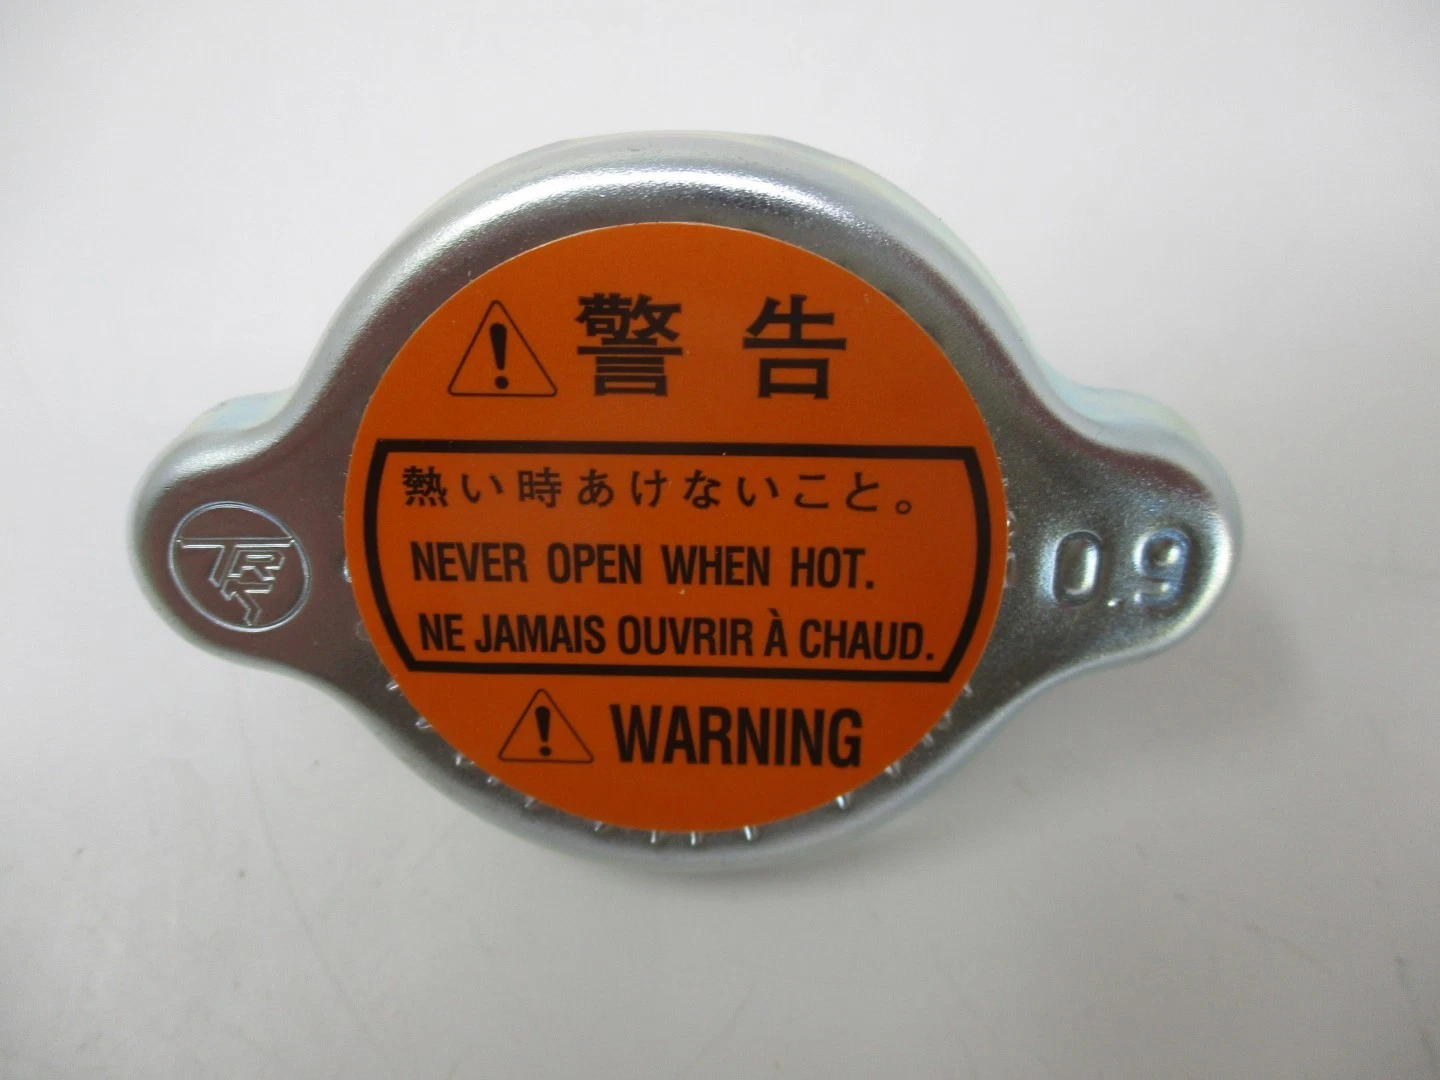 警告
熱い時あけないこと。
NEVER OPEN WHEN HOT.
NE JAMAIS OUVRIR À CHAUD.
WARNING
TRK
0.9